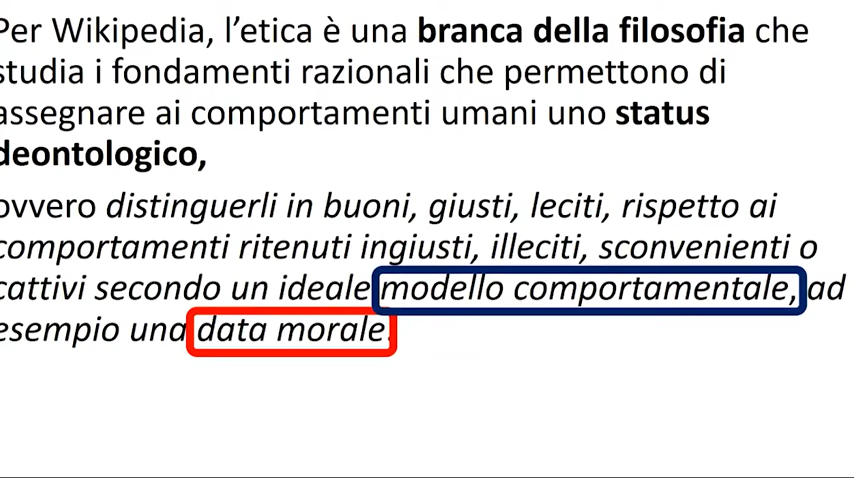 Per Wikipedia, l’etica è una branca della filosofia che
studia i fondamenti razionali che permettono di
assegnare ai comportamenti umani uno status
deontologico,
ovvero distinguerli in buoni, giusti, leciti, rispetto ai
comportamenti ritenuti ingiusti, illeciti, sconvenienti o
cattivi secondo un ideale modello comportamentale, ad
esempio una data morale.